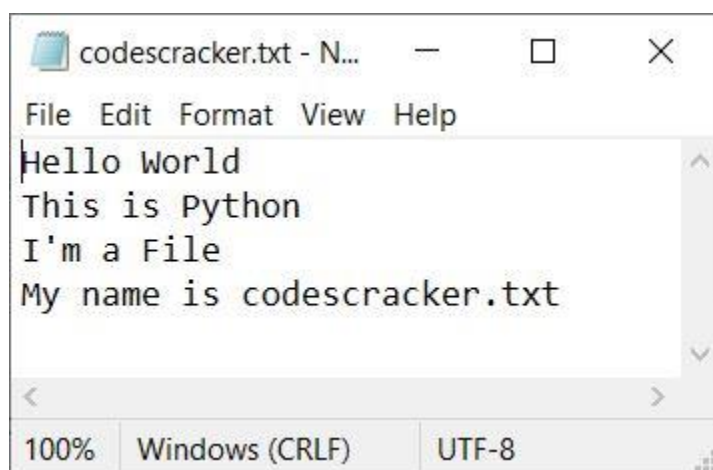 codescracker.txt - N...
File Edit Format View Help
Hello World
This is Python
I'm a File
My name is codescracker.txt
100% Windows (CRLF) UTF-8